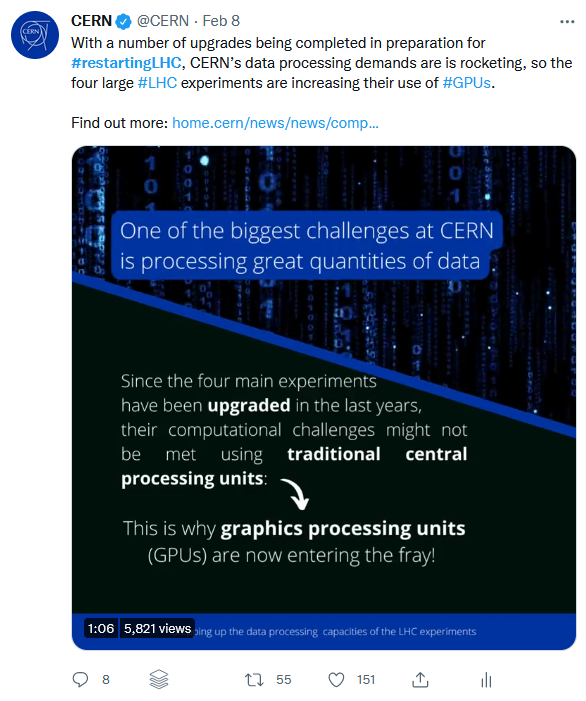 CERN @CERN · Feb 8
With a number of upgrades being completed in preparation for
#restartingLHC, CERN’s data processing demands are is rocketing, so the
four large #LHC experiments are increasing their use of #GPUs.
Find out more: home.cern/news/news/comp...
One of the biggest challenges at CERN
is processing great quantities of data
Since the four main experiments
have been upgraded in the last years,
their computational challenges might not
be met using traditional central
processing units:
This is why graphics processing units
(GPUs) are now entering the fray!
1:06 5,821 views up the data processing capacities of the LHC experiments
8 55 151